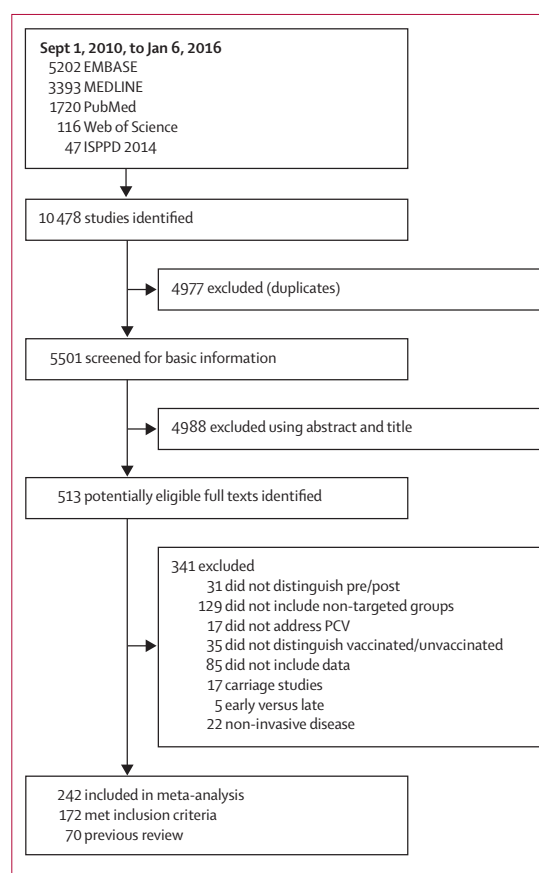 Sept 1, 2010, to Jan 6, 2016
5202 EMBASE
3393 MEDLINE
1720 PubMed
116 Web of Science
47 ISPPD 2014
10 478 studies identified
4977 excluded (duplicates)
5501 screened for basic information
4988 excluded using abstract and title
513 potentially eligible full texts identified
341 excluded
31 did not distinguish pre/post
129 did not include non-targeted groups
17 did not address PCV
35 did not distinguish vaccinated/unvaccinated
85 did not include data
17 carriage studies
5 early versus late
22 non-invasive disease
242 included in meta-analysis
172 met inclusion criteria
70 previous review